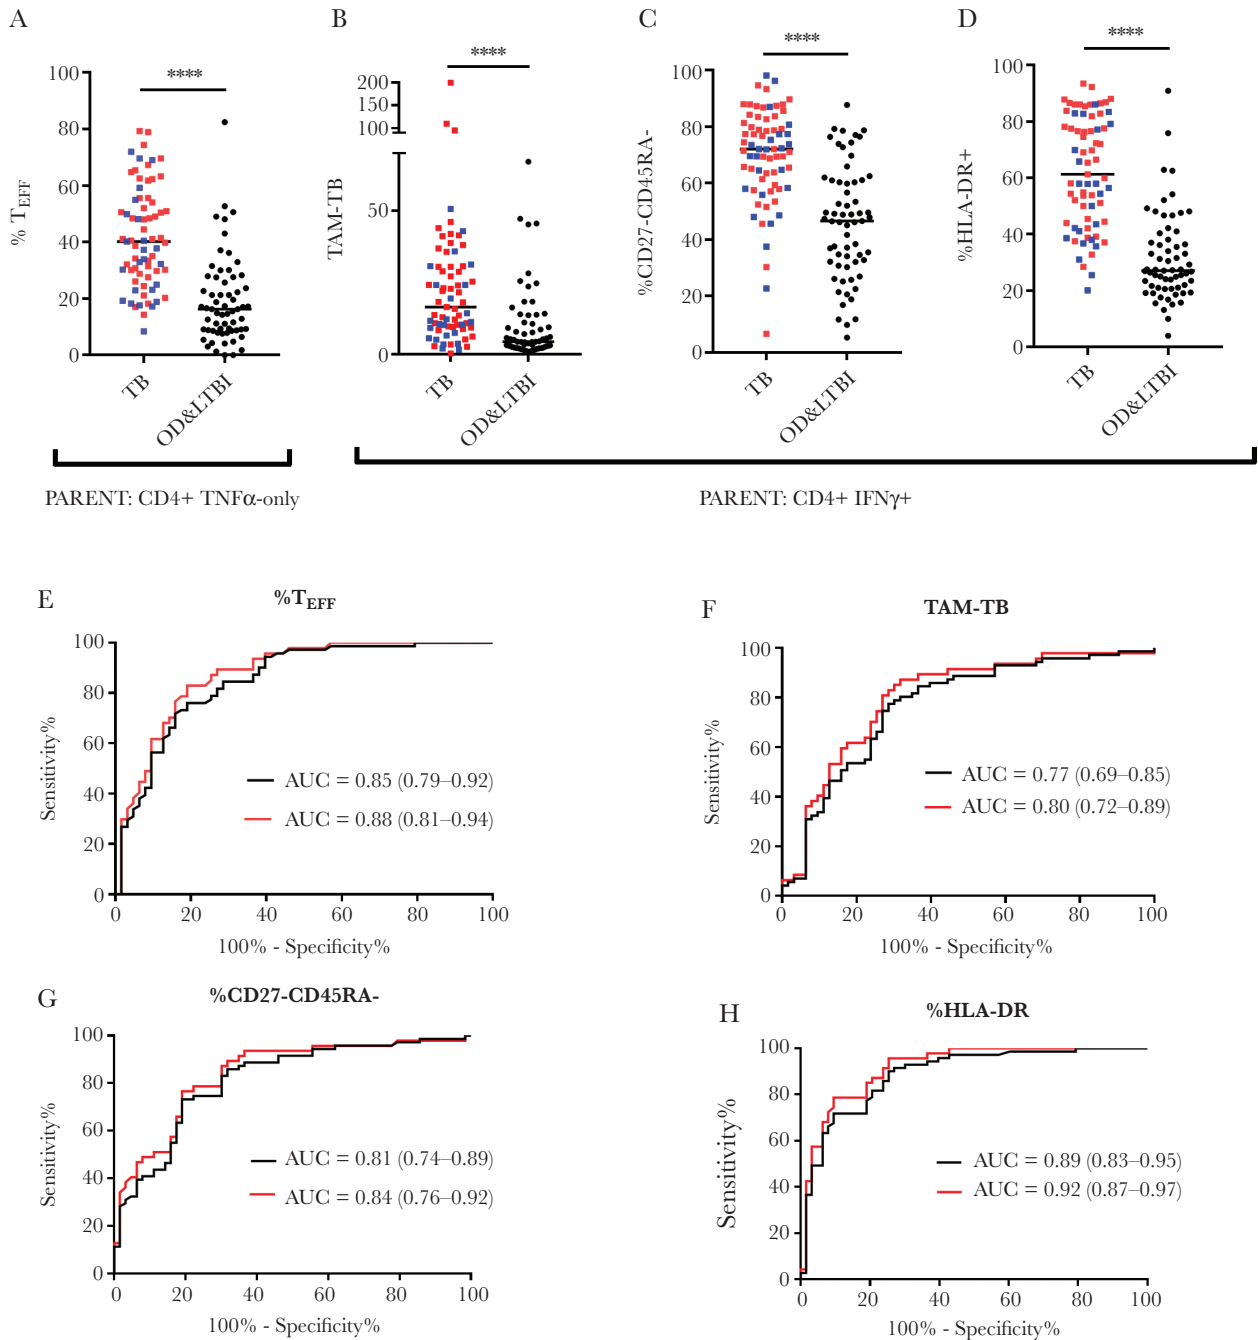 A
B
C
D
****
****
****
****
100
80
60
40
20
0
% TEFF
TB
OD&LTBI
200
150
100
50
0
TAM-TB
TB
OD&LTBI
100
80
60
40
20
0
%CD27-CD45RA-
TB
OD&LTBI
100
80
60
40
20
0
%HLA-DR+
TB
OD&LTBI
PARENT: CD4+ TNFα-only
PARENT: CD4+ IFNγ+
E
%TEFF
100
80
60
40
20
0
Sensitivity%
AUC = 0.85 (0.79–0.92)
AUC = 0.88 (0.81–0.94)
0 20 40 60 80 100
100% - Specificity%
F
TAM-TB
100
80
60
40
20
0
Sensitivity%
AUC = 0.77 (0.69–0.85)
AUC = 0.80 (0.72–0.89)
0 20 40 60 80 100
100% - Specificity%
G
%CD27-CD45RA-
100
80
60
40
20
0
Sensitivity%
AUC = 0.81 (0.74–0.89)
AUC = 0.84 (0.76–0.92)
0 20 40 60 80 100
100% - Specificity%
H
%HLA-DR
100
80
60
40
20
0
Sensitivity%
AUC = 0.89 (0.83–0.95)
AUC = 0.92 (0.87–0.97)
0 20 40 60 80 100
100% - Specificity%